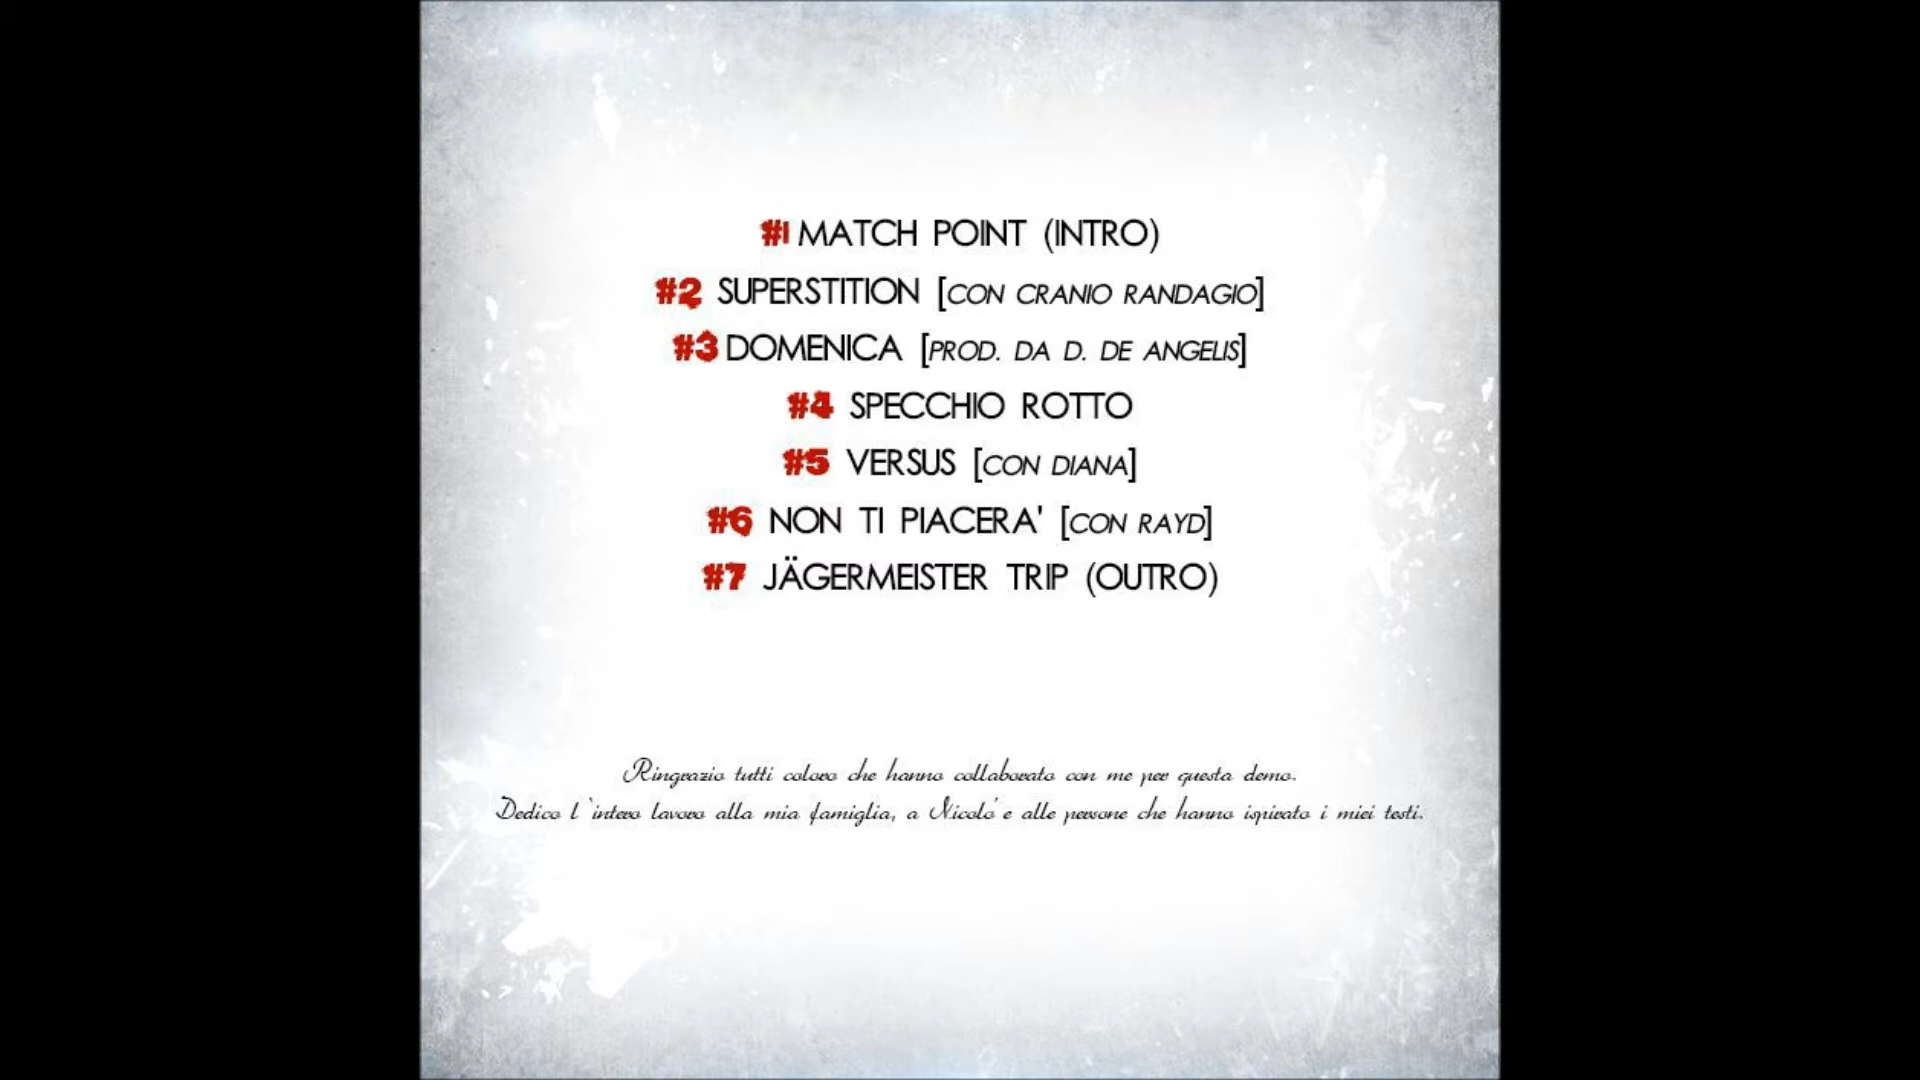 #1 MATCH POINT (INTRO)
#2 SUPERSTITION [CON CRANIO RANDAGIO]
#3 DOMENICA [PROD. DA D. DE ANGELIS]
#4 SPECCHIO ROTTO
#5 VERSUS [CON DIANA]
#6 NON TI PIACERA' [CON RAYD]
#7 JÄGERMEISTER TRIP (OUTRO)
Ringrazio tutti coloro che hanno collaborato con me per questa demo.
Dedico l'intero lavoro alla mia famiglia, a Nicolo' e alle persone che hanno ispirato i miei testi.